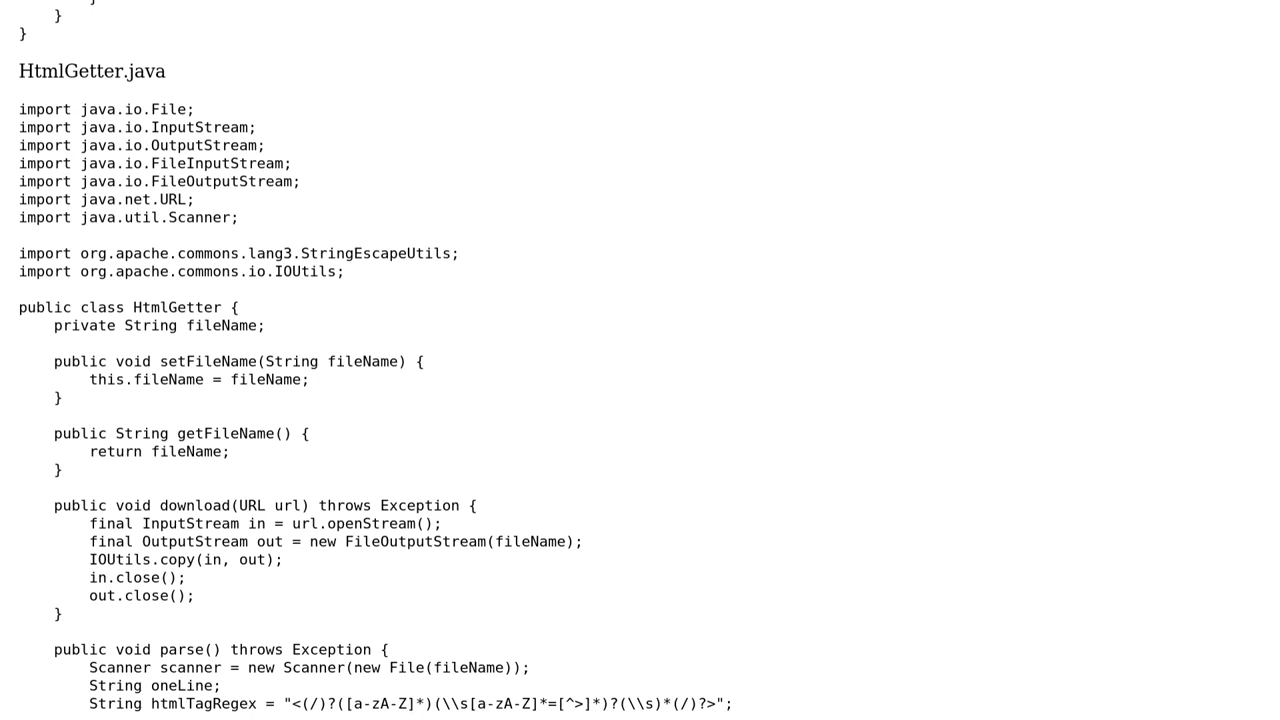 }
}
}
HtmlGetter.java
import java.io.File;
import java.io.InputStream;
import java.io.OutputStream;
import java.io.FileInputStream;
import java.io.FileOutputStream;
import java.net.URL;
import java.util.Scanner;
import org.apache.commons.lang3.StringEscapeUtils;
import org.apache.commons.io.IOUtils;
public class HtmlGetter {
    private String fileName;
    public void setFileName(String fileName) {
        this.fileName = fileName;
    }
    public String getFileName() {
        return fileName;
    }
    public void download(URL url) throws Exception {
        final InputStream in = url.openStream();
        final OutputStream out = new FileOutputStream(fileName);
        IOUtils.copy(in, out);
        in.close();
        out.close();
    }
    public void parse() throws Exception {
        Scanner scanner = new Scanner(new File(fileName));
        String oneLine;
        String htmlTagRegex = "<(/)?([a-zA-Z]*)(\\s[a-zA-Z]*=[^>]*)?(\\s)*(/)?>";